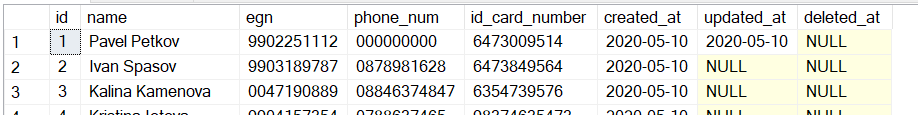 id name egn phone_num id_card_number created_at updated_at deleted_at
1 1 Pavel Petkov 9902251112 000000000 6473009514 2020-05-10 2020-05-10 NULL
2 2 Ivan Spasov 9903189787 0878981628 6473849564 2020-05-10 NULL NULL
3 3 Kalina Kamenova 0047190889 08846374847 6354739576 2020-05-10 NULL NULL